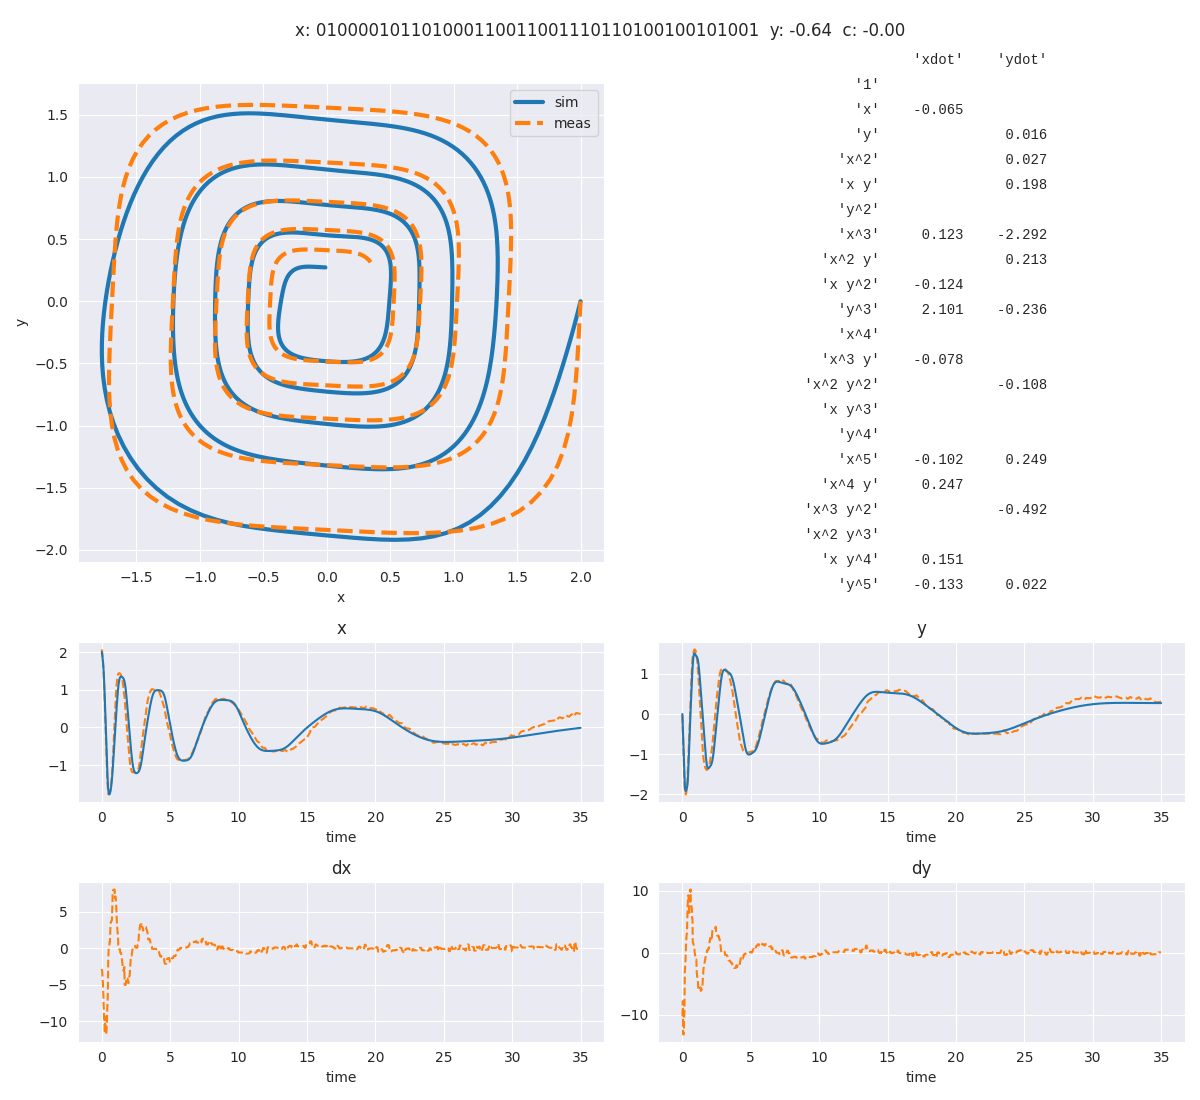 x: 010000101101000110011001110110100100101001 y: -0.64 c: -0.00
'xdot' 'ydot'
'1'
'x' -0.065
'y' 0.016
'x^2' 0.027
'x y' 0.198
'y^2'
'x^3' 0.123 -2.292
'x^2 y' 0.213
'x y^2' -0.124
'y^3' 2.101 -0.236
'x^4'
'x^3 y' -0.078
'x^2 y^2' -0.108
'x y^3'
'y^4'
'x^5' -0.102 0.249
'x^4 y' 0.247
'x^3 y^2' -0.492
'x^2 y^3'
'x y^4' 0.151
'y^5' -0.133 0.022
sim
meas
1.5
1.0
0.5
0.0
−0.5
−1.0
−1.5
−2.0
y
−1.5 −1.0 −0.5 0.0 0.5 1.0 1.5 2.0
x
x
2
1
0
−1
0 5 10 15 20 25 30 35
time
y
1
0
−1
−2
0 5 10 15 20 25 30 35
time
dx
5
0
−5
−10
0 5 10 15 20 25 30 35
time
dy
10
0
−10
0 5 10 15 20 25 30 35
time